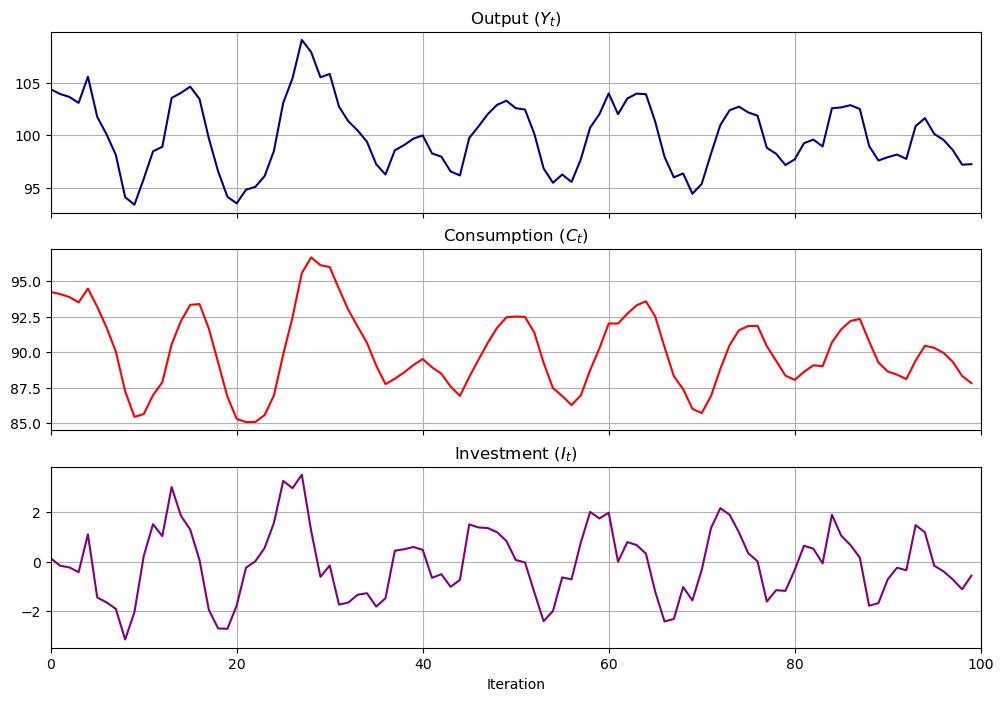 Output (Y_t)
105
100
95
Consumption (C_t)
95.0
92.5
90.0
87.5
85.0
Investment (I_t)
2
0
−2
0 20 40 60 80 100
Iteration